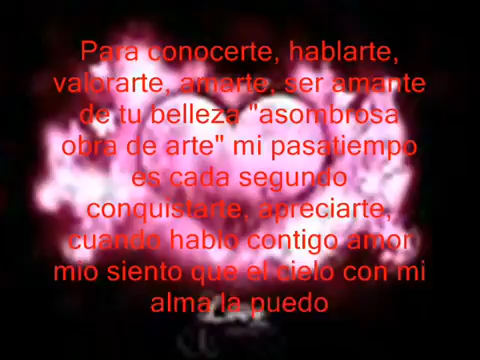 Para conocerte, hablarte,
valorarte, amarte, ser amante
de tu belleza "asombrosa
obra de arte" mi pasatiempo
es cada segundo
conquistarte, apreciarte,
cuando hablo contigo amor
mio siento que el cielo con mi
alma la puedo